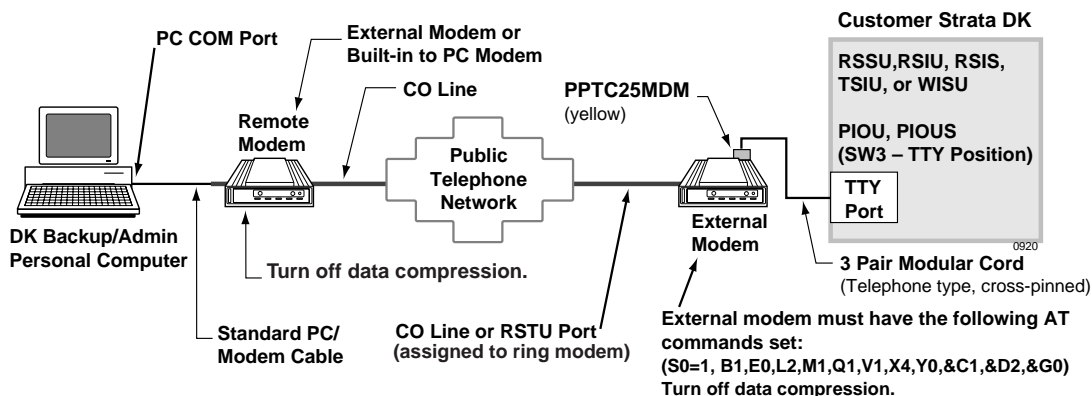 Customer Strata DK
PC COM Port
External Modem or
Built-in to PC Modem
CO Line
PPTC25MDM
(yellow)
RSSU,RSIU, RSIS,
TSIU, or WISU
PIOU, PIOUS
(SW3 – TTY Position)
TTY
Port
0920
Remote
Modem
Public
Telephone
Network
External
Modem
DK Backup/Admin
Personal Computer
Turn off data compression.
3 Pair Modular Cord
(Telephone type, cross-pinned)
Standard PC/
Modem Cable
CO Line or RSTU Port
(assigned to ring modem)
External modem must have the following AT
commands set:
(S0=1, B1,E0,L2,M1,Q1,V1,X4,Y0,&C1,&D2,&G0)
Turn off data compression.